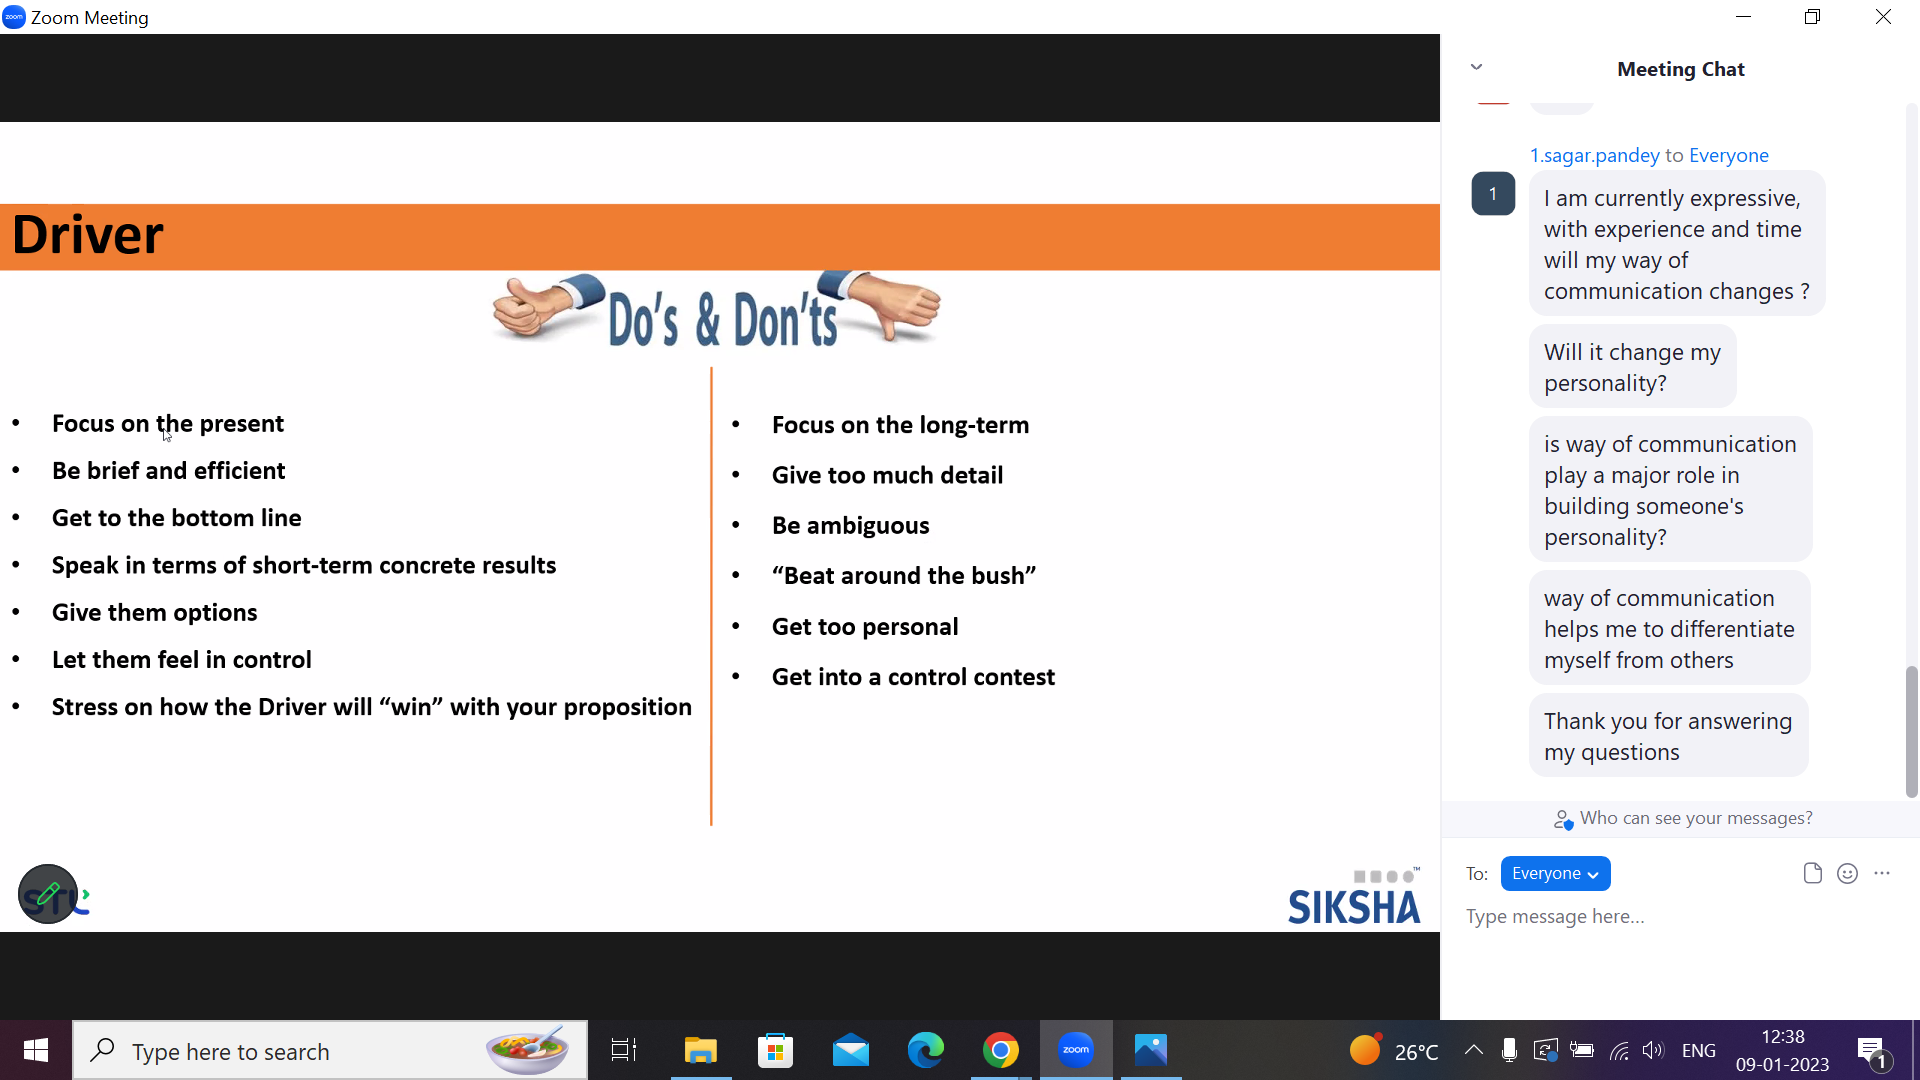 zoom Zoom Meeting
Driver
Do's & Don'ts
• Focus on the present
• Be brief and efficient
• Get to the bottom line
• Speak in terms of short-term concrete results
• Give them options
• Let them feel in control
• Stress on how the Driver will “win” with your proposition
• Focus on the long-term
• Give too much detail
• Be ambiguous
• “Beat around the bush”
• Get too personal
• Get into a control contest
SIKSHA™
Meeting Chat
1.sagar.pandey to Everyone
1
I am currently expressive,
with experience and time
will my way of
communication changes ?
Will it change my
personality?
is way of communication
play a major role in
building someone's
personality?
way of communication
helps me to differentiate
myself from others
Thank you for answering
my questions
Who can see your messages?
To: Everyone
Type message here...
Type here to search
zoom
26°C
ENG
12:38
09-01-2023
1